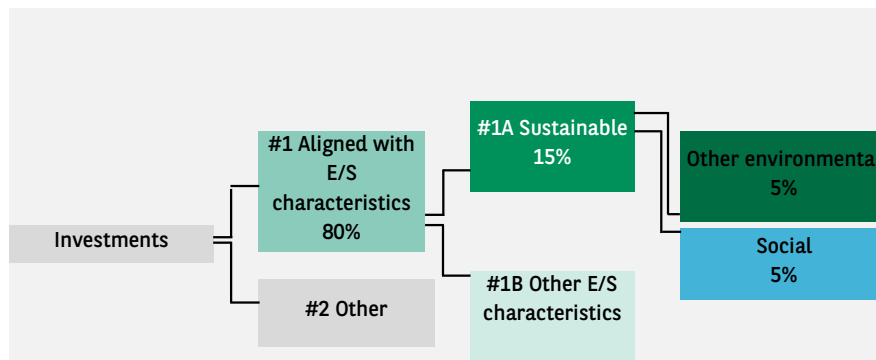 Investments
#1 Aligned with
E/S
characteristics
80%
#2 Other
#1A Sustainable
15%
#1B Other E/S
characteristics
Other environmenta
5%
Social
5%